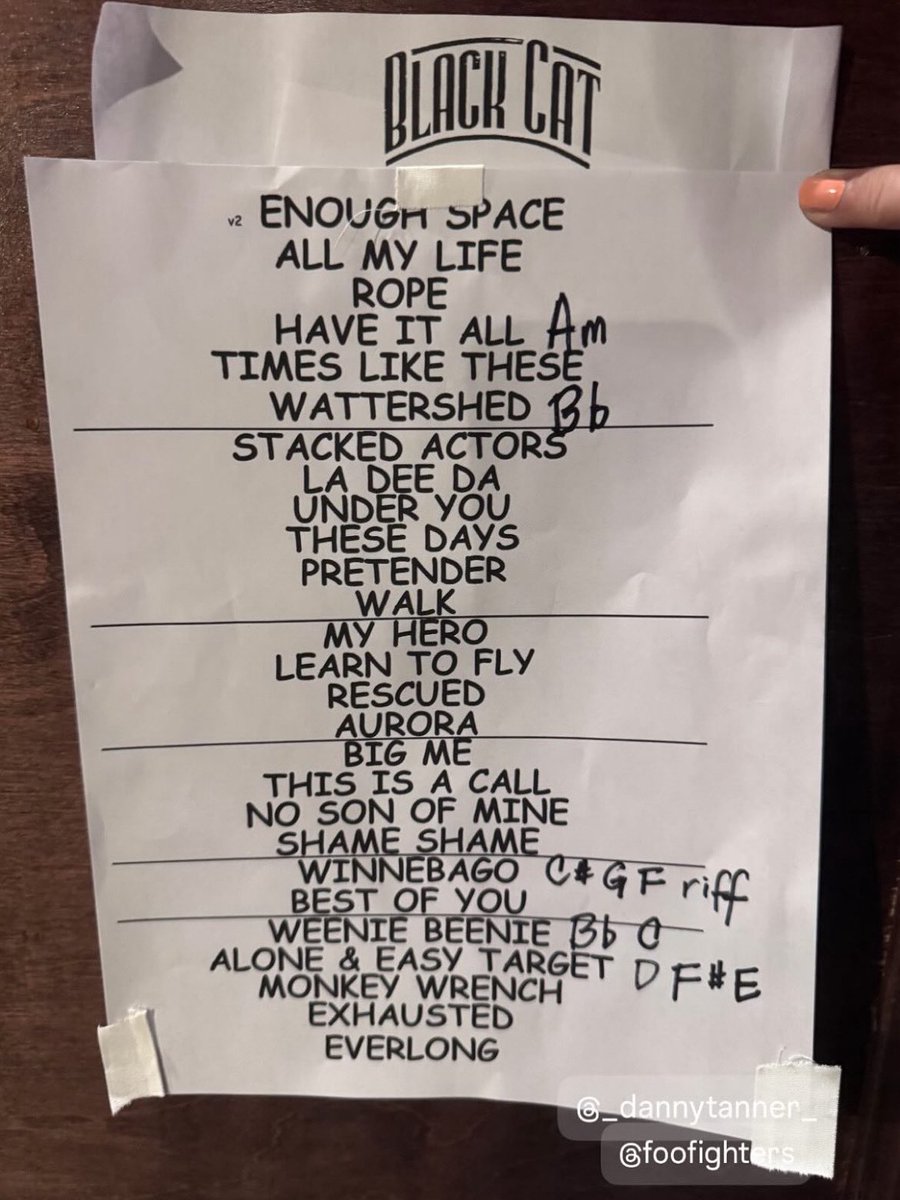 BLACK CAT
v2 ENOUGH SPACE
ALL MY LIFE
ROPE
HAVE IT ALL Am
TIMES LIKE THESE
WATTERSHED Bb
STACKED ACTORS
LA DEE DA
UNDER YOU
THESE DAYS
PRETENDER
WALK
MY HERO
LEARN TO FLY
RESCUED
AURORA
BIG ME
THIS IS A CALL
NO SON OF MINE
SHAME SHAME
WINNEBAGO C# G F riff
BEST OF YOU
WEENIE BEENIE Bb C
ALONE & EASY TARGET D F# E
MONKEY WRENCH
EXHAUSTED
EVERLONG
@_dannytanner_
@foofighters